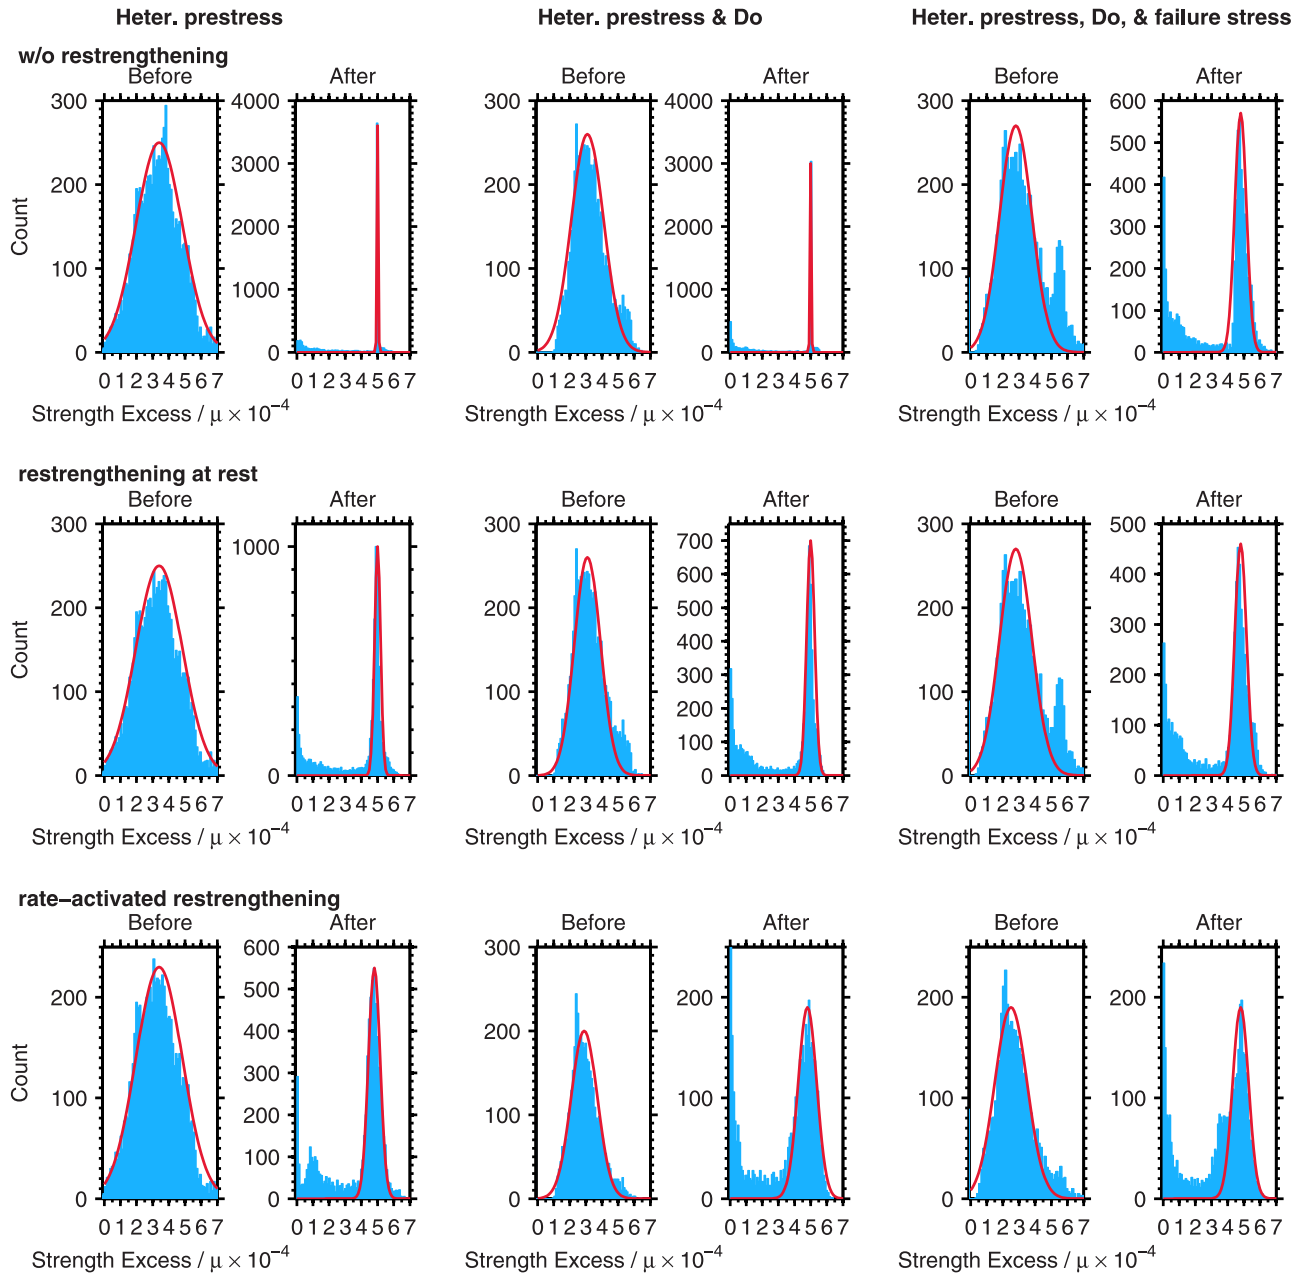 Heter. prestress
Heter. prestress & Do
Heter. prestress, Do, & failure stress
w/o restrengthening
Before
After
Before
After
Before
After
300
200
100
0
4000
3000
2000
1000
0
300
200
100
0
4000
3000
2000
1000
0
300
200
100
0
600
500
400
300
200
100
0
Count
0 1 2 3 4 5 6 7
0 1 2 3 4 5 6 7
0 1 2 3 4 5 6 7
0 1 2 3 4 5 6 7
0 1 2 3 4 5 6 7
0 1 2 3 4 5 6 7
Strength Excess / μ × 10⁻⁴
Strength Excess / μ × 10⁻⁴
Strength Excess / μ × 10⁻⁴
restrengthening at rest
Before
After
Before
After
Before
After
300
200
100
0
1000
0
300
200
100
0
700
600
500
400
300
200
100
0
300
200
100
0
500
400
300
200
100
0
Count
0 1 2 3 4 5 6 7
0 1 2 3 4 5 6 7
0 1 2 3 4 5 6 7
0 1 2 3 4 5 6 7
0 1 2 3 4 5 6 7
0 1 2 3 4 5 6 7
Strength Excess / μ × 10⁻⁴
Strength Excess / μ × 10⁻⁴
Strength Excess / μ × 10⁻⁴
rate−activated restrengthening
Before
After
Before
After
Before
After
200
100
0
600
500
400
300
200
100
0
300
200
100
0
200
100
0
200
100
0
200
100
0
Count
0 1 2 3 4 5 6 7
0 1 2 3 4 5 6 7
0 1 2 3 4 5 6 7
0 1 2 3 4 5 6 7
0 1 2 3 4 5 6 7
0 1 2 3 4 5 6 7
Strength Excess / μ × 10⁻⁴
Strength Excess / μ × 10⁻⁴
Strength Excess / μ × 10⁻⁴